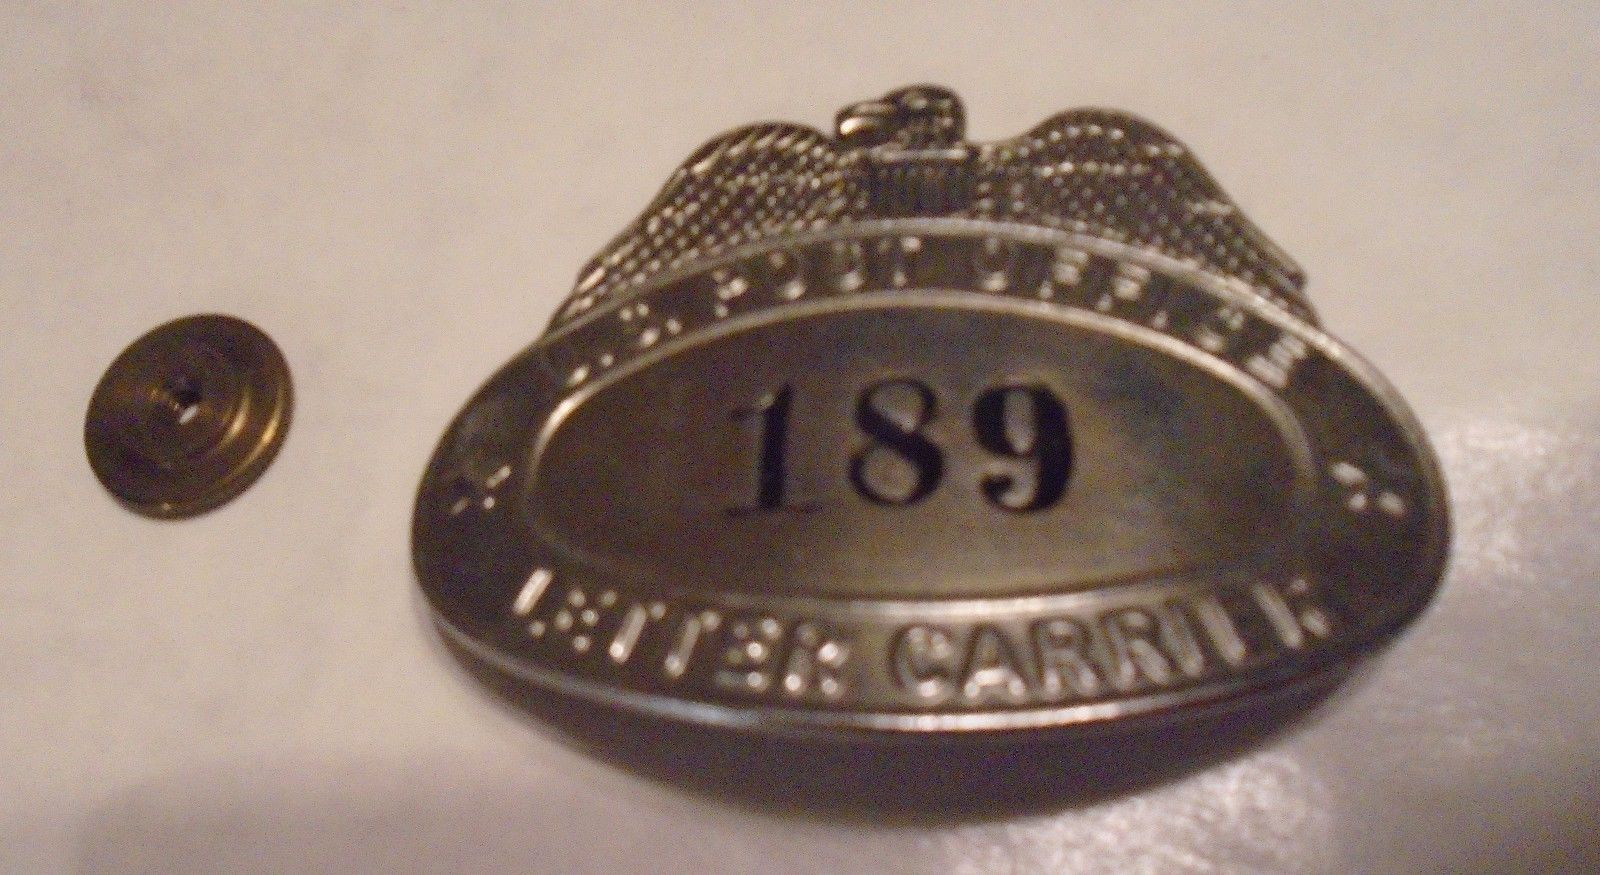 U.S. POST OFFICE
189
LETTER CARRIER